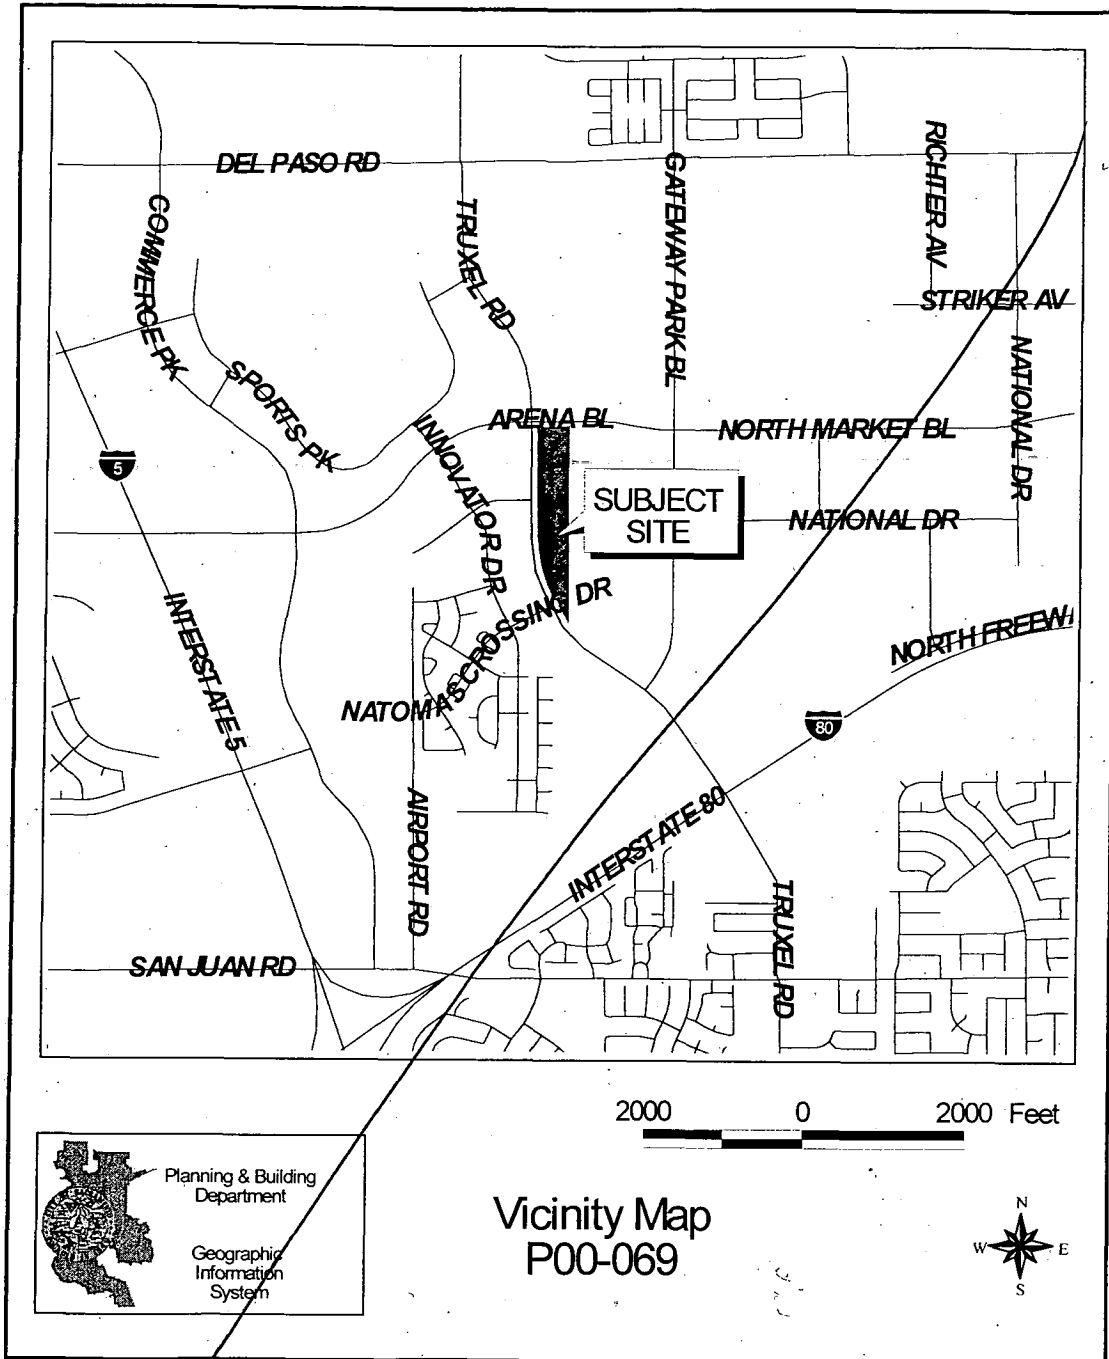 DEL PASO RD
COMMERCE PK
TRUXEL RD
GATEWAY PARK BL
RICHTER AV
STRIKER AV
NATIONAL DR
SPORTS PK
INNOVATOR DR
ARENA BL
NORTH MARKET BL
5
SUBJECT
SITE
NATIONAL DR
INTERSTATE 5
NATOMAS CROSSING DR
NORTH FREEW
80
AIRPORT RD
INTERSTATE 80
TRUXEL RD
SAN JUAN RD
2000 0 2000 Feet
Planning & Building
Department
Geographic
Information
System
Vicinity Map
P00-069
N
W E
S